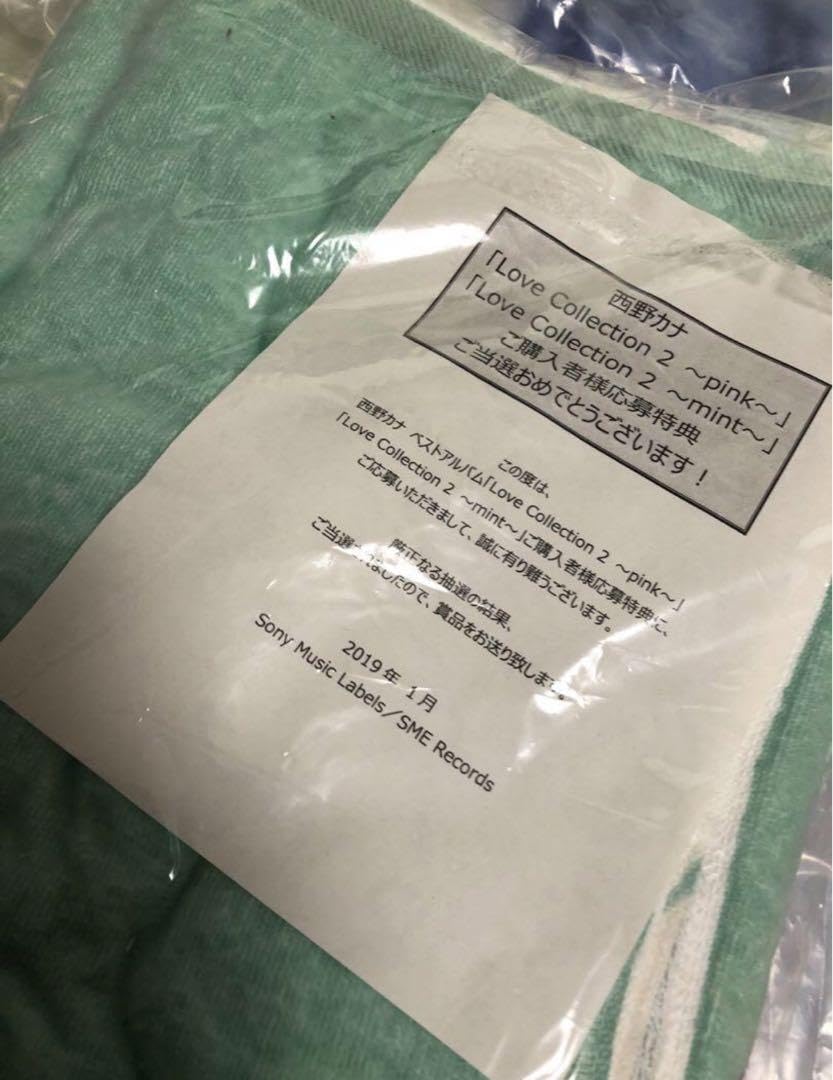 西野カナ
「Love Collection 2 ～pink～」
「Love Collection 2 ～mint～」
ご購入者様応募特典
ご当選おめでとうございます！
この度は、
西野カナ ベストアルバム「Love Collection 2 ～pink～」
「Love Collection 2 ～mint～」ご購入者様応募特典に、
ご応募いただきまして、誠に有り難うございます。
厳正なる抽選の結果、
ご当選されましたので、賞品をお送り致します。
2019年 1月
Sony Music Labels／SME Records